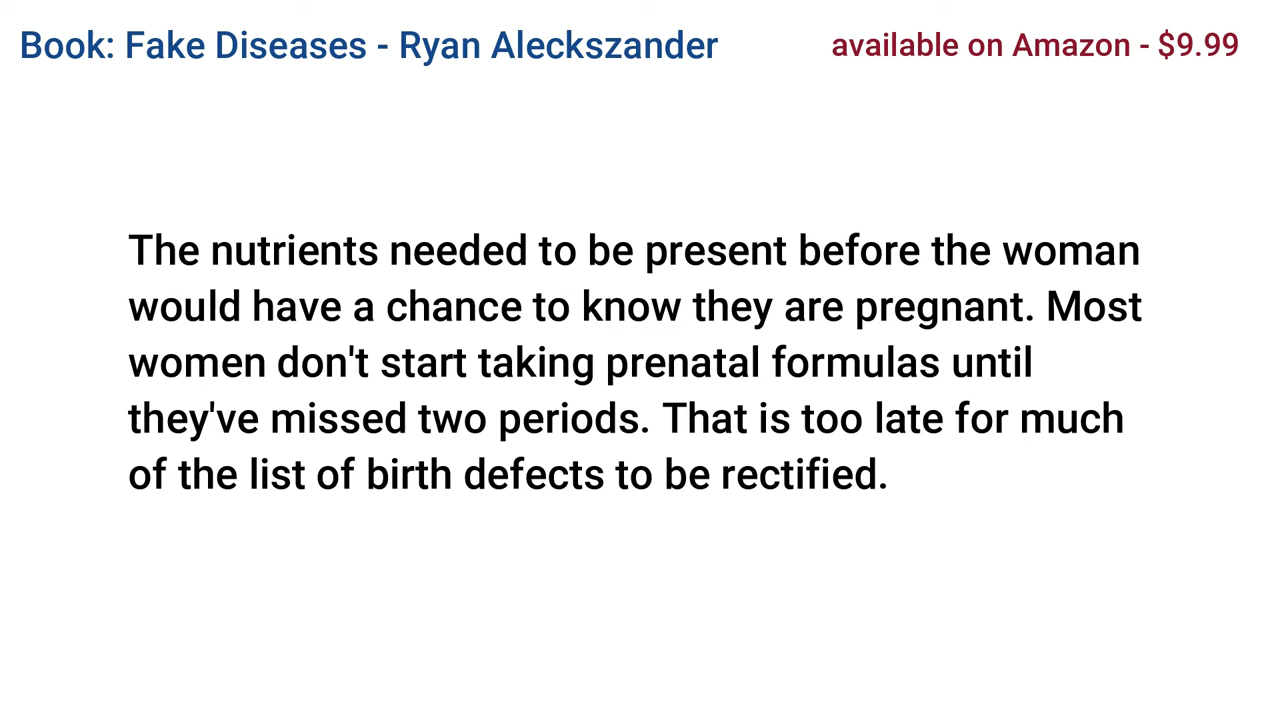 Book: Fake Diseases - Ryan Aleckszander
available on Amazon - $9.99
The nutrients needed to be present before the woman
would have a chance to know they are pregnant. Most
women don't start taking prenatal formulas until
they've missed two periods. That is too late for much
of the list of birth defects to be rectified.